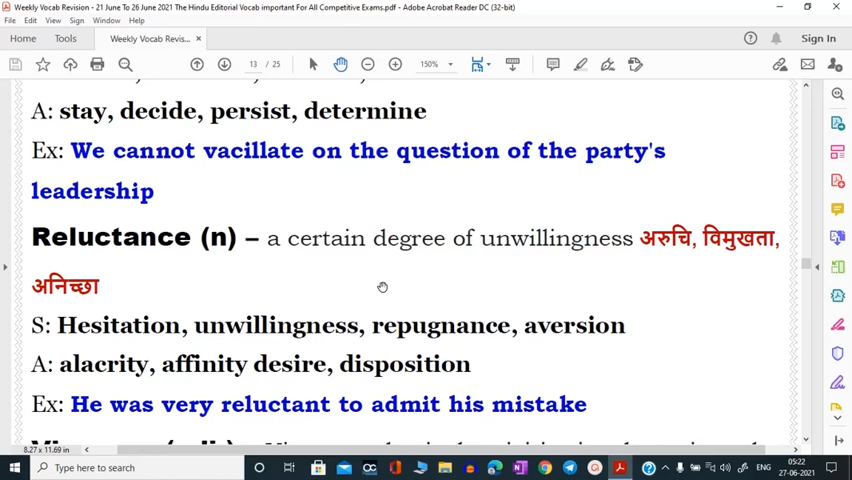 Weekly Vocab Revision - 21 June To 26 June 2021 The Hindu Editorial Vocab important For All Competitive Exams.pdf - Adobe Acrobat Reader DC (32-bit)
File Edit View Sign Window Help
Home Tools Weekly Vocab Revis... × Sign In
13 / 25 150%
A: stay, decide, persist, determine
Ex: We cannot vacillate on the question of the party's
leadership
Reluctance (n) – a certain degree of unwillingness अरुचि, विमुखता,
अनिच्छा
S: Hesitation, unwillingness, repugnance, aversion
A: alacrity, affinity desire, disposition
Ex: He was very reluctant to admit his mistake
8.27 x 11.69 in
Type here to search ENG 05:22
27-06-2021